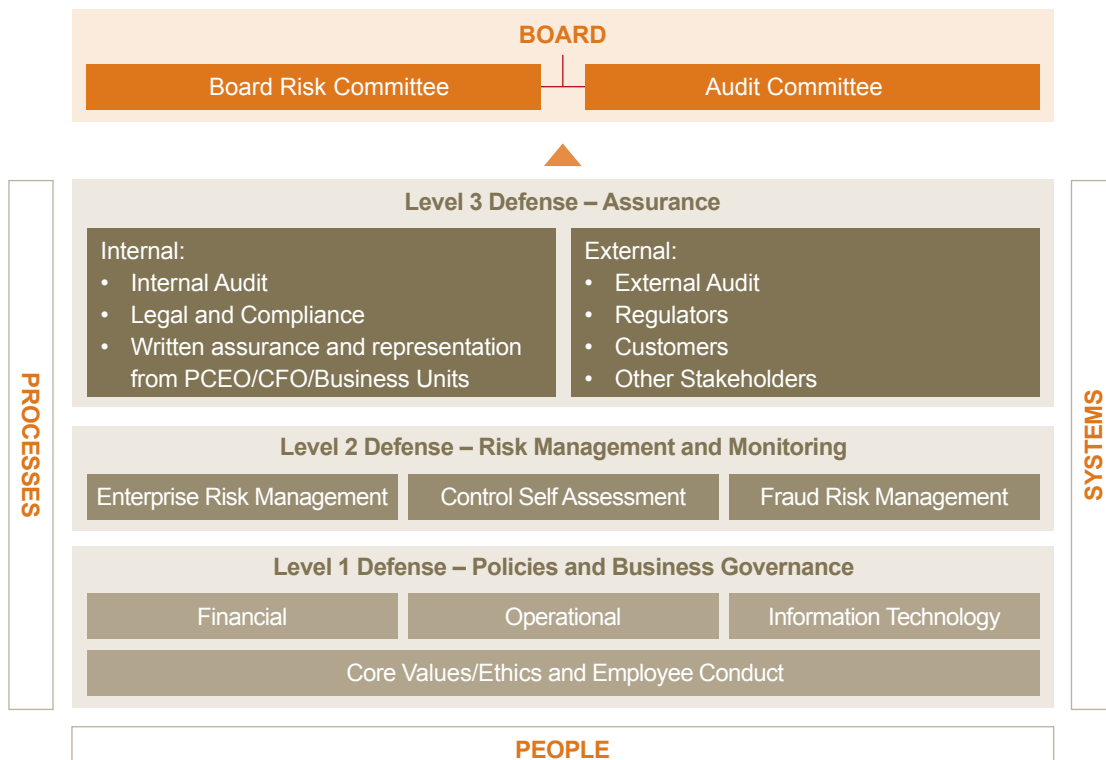 BOARD
Board Risk Committee
Audit Committee
Level 3 Defense – Assurance
Internal:
• Internal Audit
• Legal and Compliance
• Written assurance and representation
from PCEO/CFO/Business Units
External:
• External Audit
• Regulators
• Customers
• Other Stakeholders
PROCESSES
SYSTEMS
Level 2 Defense – Risk Management and Monitoring
Enterprise Risk Management
Control Self Assessment
Fraud Risk Management
Level 1 Defense – Policies and Business Governance
Financial
Operational
Information Technology
Core Values/Ethics and Employee Conduct
PEOPLE